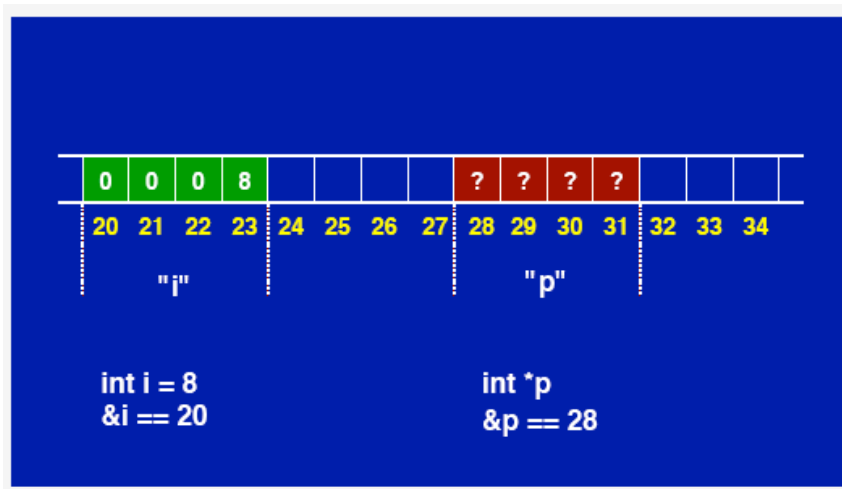 0 0 0 8 ? ? ? ?
20 21 22 23 24 25 26 27 28 29 30 31 32 33 34
"i" "p"
int i = 8 int *p
&i == 20 &p == 28